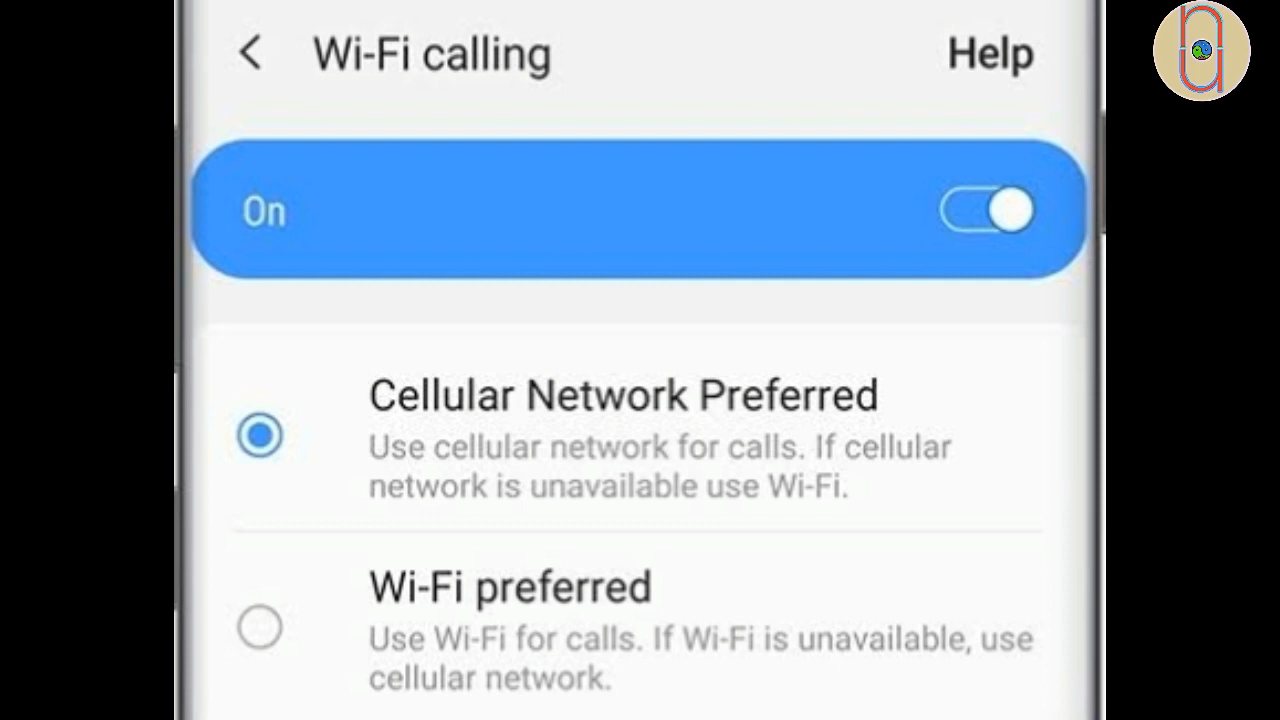 Wi-Fi calling
Help
On
Cellular Network Preferred
Use cellular network for calls. If cellular
network is unavailable use Wi-Fi.
Wi-Fi preferred
Use Wi-Fi for calls. If Wi-Fi is unavailable, use
cellular network.